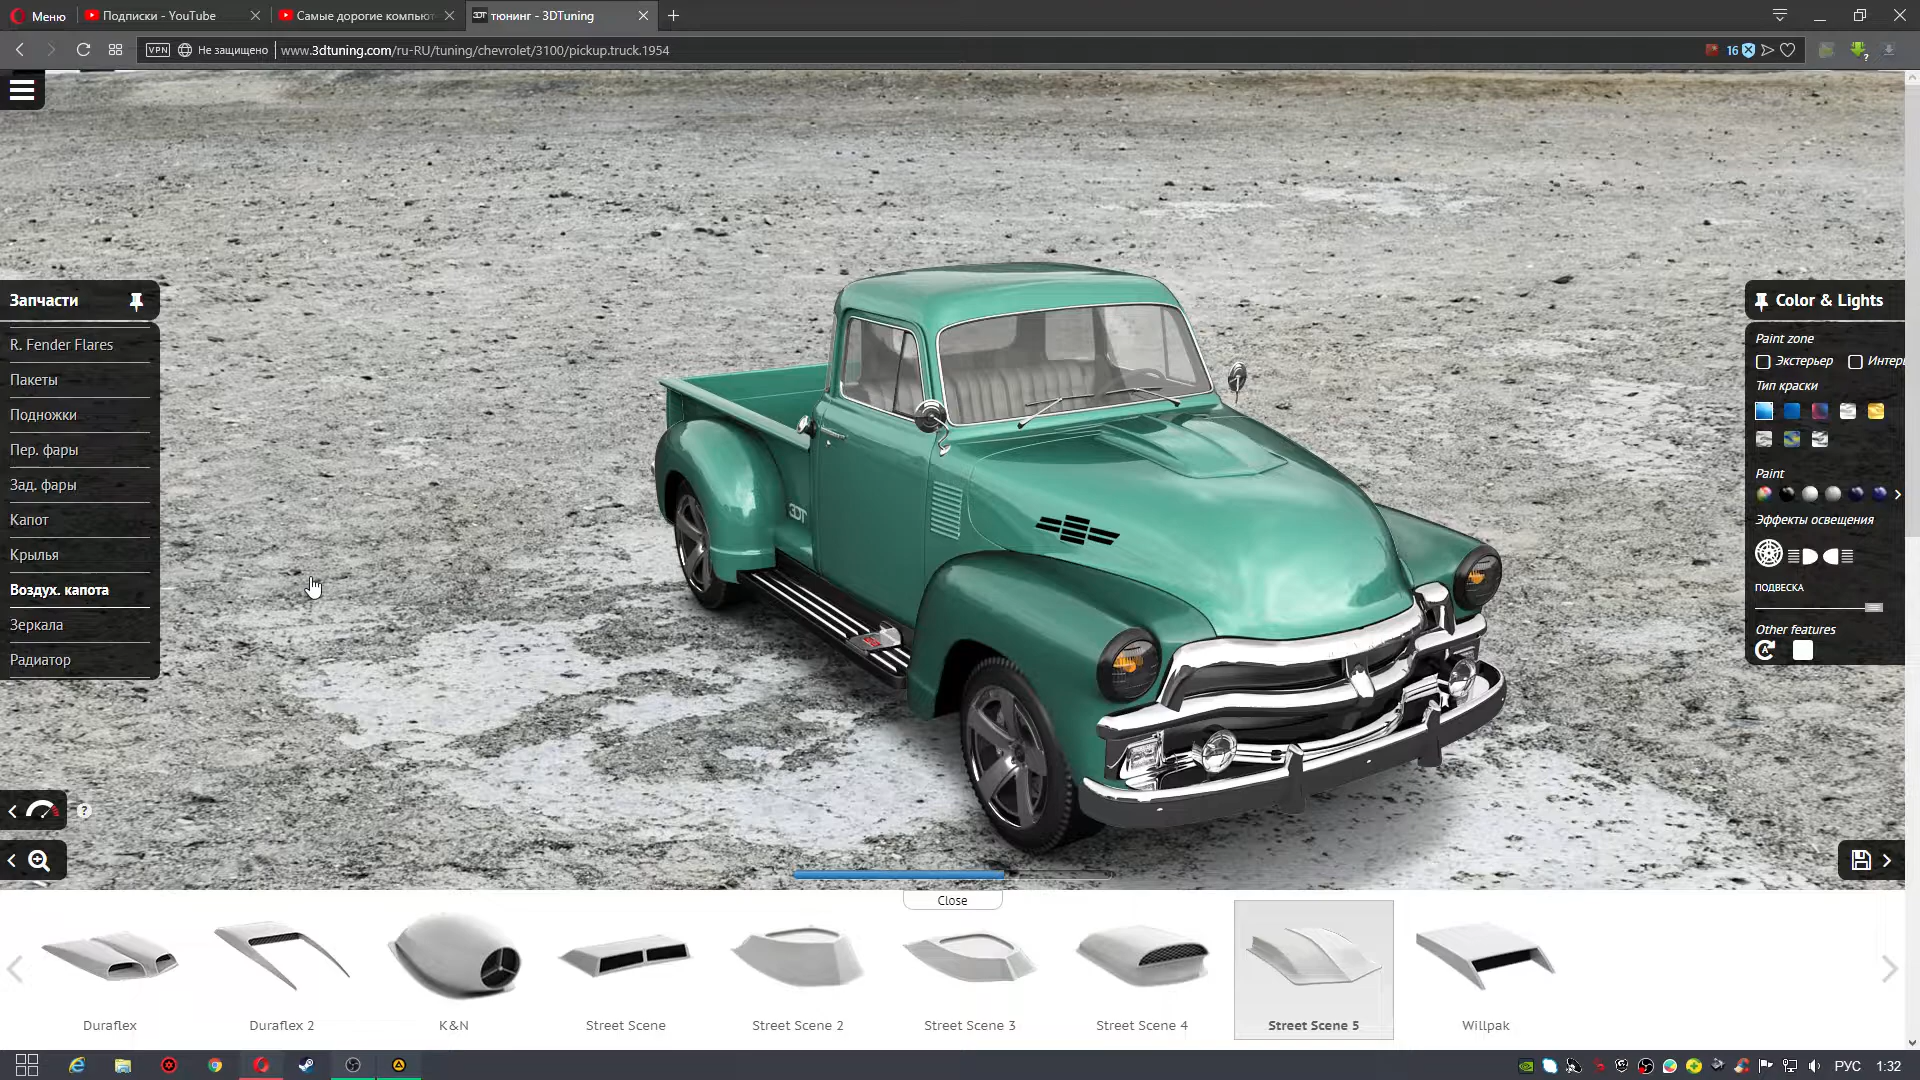 Меню
Подписки - YouTube
Самые дорогие компьют
3DT тюнинг - 3DTuning
VPN
Не защищено
www.3dtuning.com/ru-RU/tuning/chevrolet/3100/pickup.truck.1954
16
Запчасти
R. Fender Flares
Пакеты
Подножки
Пер. фары
Зад. фары
Капот
Крылья
Воздух. капота
Зеркала
Радиатор
3DT
Color & Lights
Paint zone
Экстерьер
Интерь
Тип краски
Paint
Эффекты освещения
ПОДВЕСКА
Other features
A
?
Close
Duraflex
Duraflex 2
K&N
Street Scene
Street Scene 2
Street Scene 3
Street Scene 4
Street Scene 5
Willpak
РУС
1:32